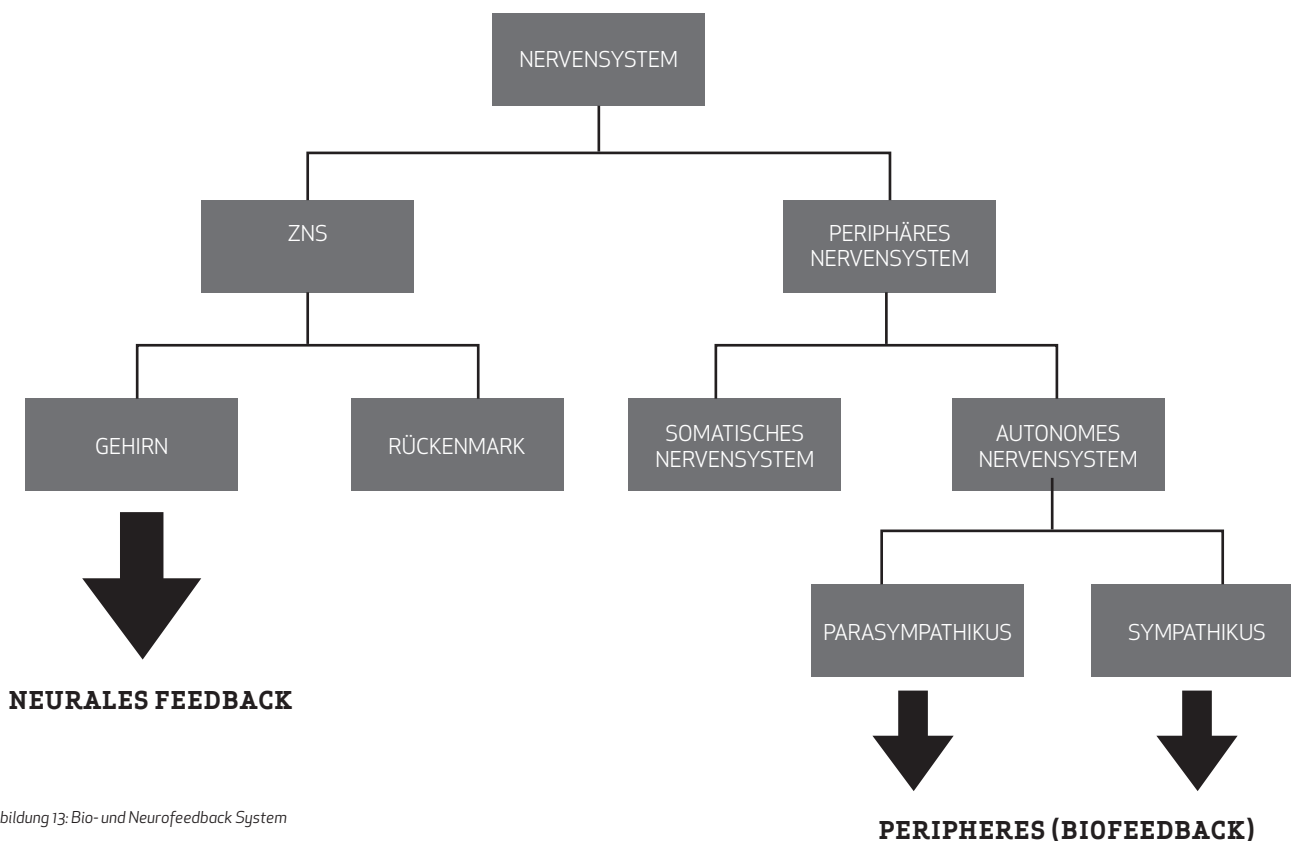 NERVENSYSTEM
ZNS
PERIPHÄRES
NERVENSYSTEM
GEHIRN
RÜCKENMARK
SOMATISCHES
NERVENSYSTEM
AUTONOMES
NERVENSYSTEM
PARASYMPATHIKUS
SYMPATHIKUS
NEURALES FEEDBACK
bildung 13: Bio- und Neurofeedback System
PERIPHERES (BIOFEEDBACK)